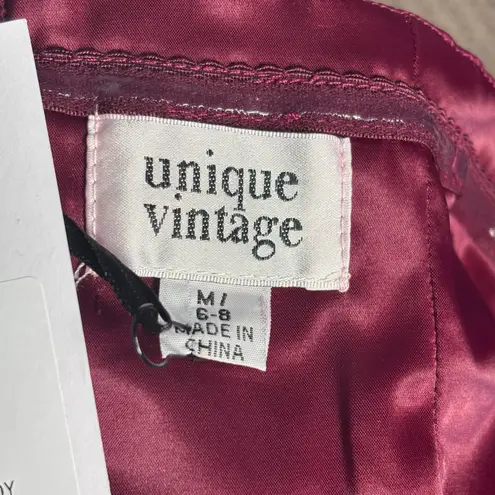 unique
vintage
M/
6-8
MADE IN
CHINA